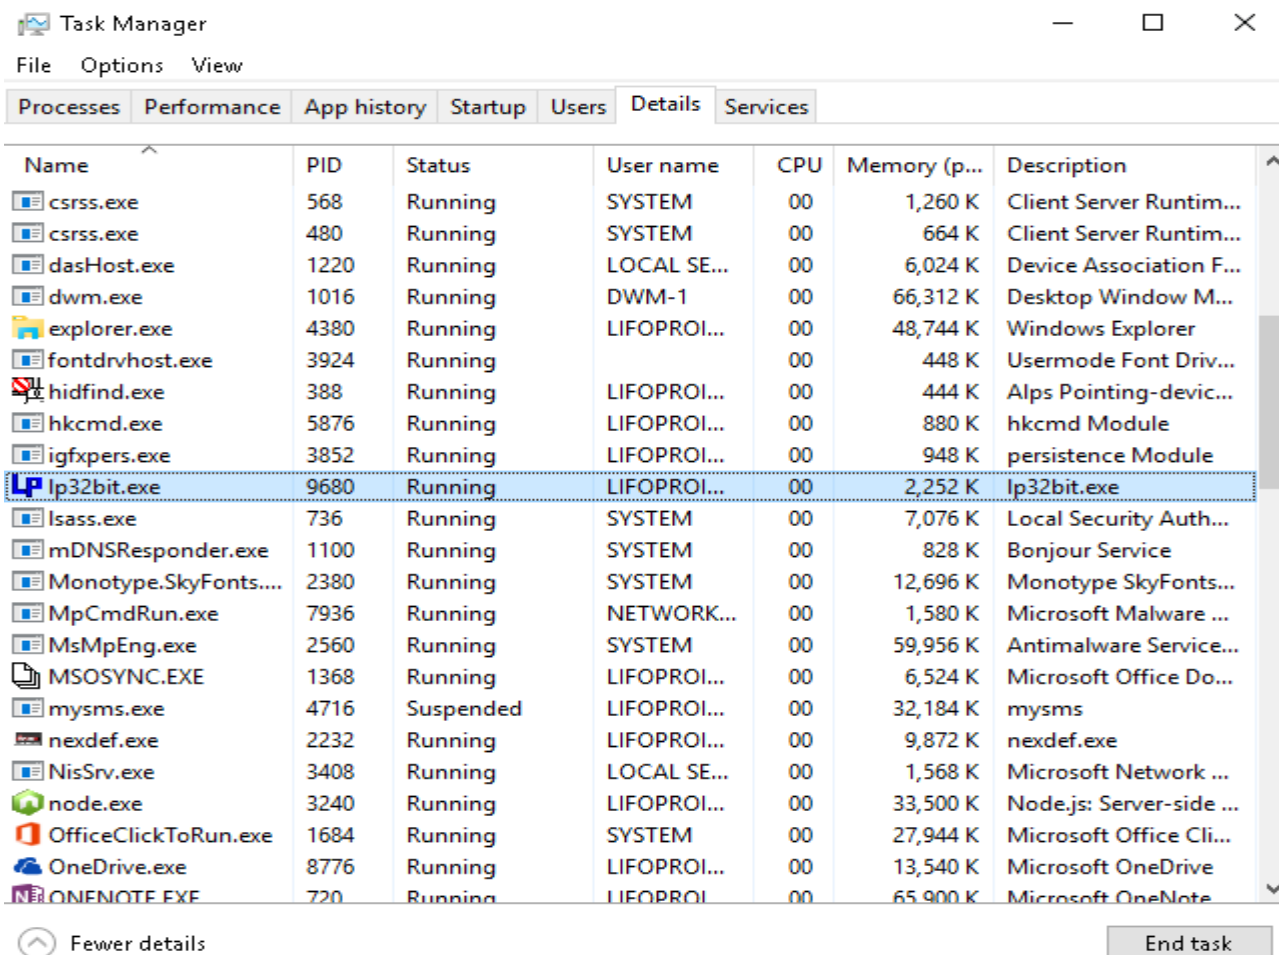 Task Manager
File Options View
Processes Performance App history Startup Users Details Services
Name PID Status User name CPU Memory (p... Description
csrss.exe 568 Running SYSTEM 00 1,260 K Client Server Runtim...
csrss.exe 480 Running SYSTEM 00 664 K Client Server Runtim...
dasHost.exe 1220 Running LOCAL SE... 00 6,024 K Device Association F...
dwm.exe 1016 Running DWM-1 00 66,312 K Desktop Window M...
explorer.exe 4380 Running LIFOPROI... 00 48,744 K Windows Explorer
fontdrvhost.exe 3924 Running 00 448 K Usermode Font Driv...
hidfind.exe 388 Running LIFOPROI... 00 444 K Alps Pointing-devic...
hkcmd.exe 5876 Running LIFOPROI... 00 880 K hkcmd Module
igfxpers.exe 3852 Running LIFOPROI... 00 948 K persistence Module
LP lp32bit.exe 9680 Running LIFOPROI... 00 2,252 K lp32bit.exe
lsass.exe 736 Running SYSTEM 00 7,076 K Local Security Auth...
mDNSResponder.exe 1100 Running SYSTEM 00 828 K Bonjour Service
Monotype.SkyFonts.... 2380 Running SYSTEM 00 12,696 K Monotype SkyFonts...
MpCmdRun.exe 7936 Running NETWORK... 00 1,580 K Microsoft Malware ...
MsMpEng.exe 2560 Running SYSTEM 00 59,956 K Antimalware Service...
MSOSYNC.EXE 1368 Running LIFOPROI... 00 6,524 K Microsoft Office Do...
mysms.exe 4716 Suspended LIFOPROI... 00 32,184 K mysms
nexdef.exe 2232 Running LIFOPROI... 00 9,872 K nexdef.exe
NisSrv.exe 3408 Running LOCAL SE... 00 1,568 K Microsoft Network ...
node.exe 3240 Running LIFOPROI... 00 33,500 K Node.js: Server-side ...
OfficeClickToRun.exe 1684 Running SYSTEM 00 27,944 K Microsoft Office Cli...
OneDrive.exe 8776 Running LIFOPROI... 00 13,540 K Microsoft OneDrive
ONENOTE.EXE 720 Running LIFOPROI... 00 65,900 K Microsoft OneNote
Fewer details End task